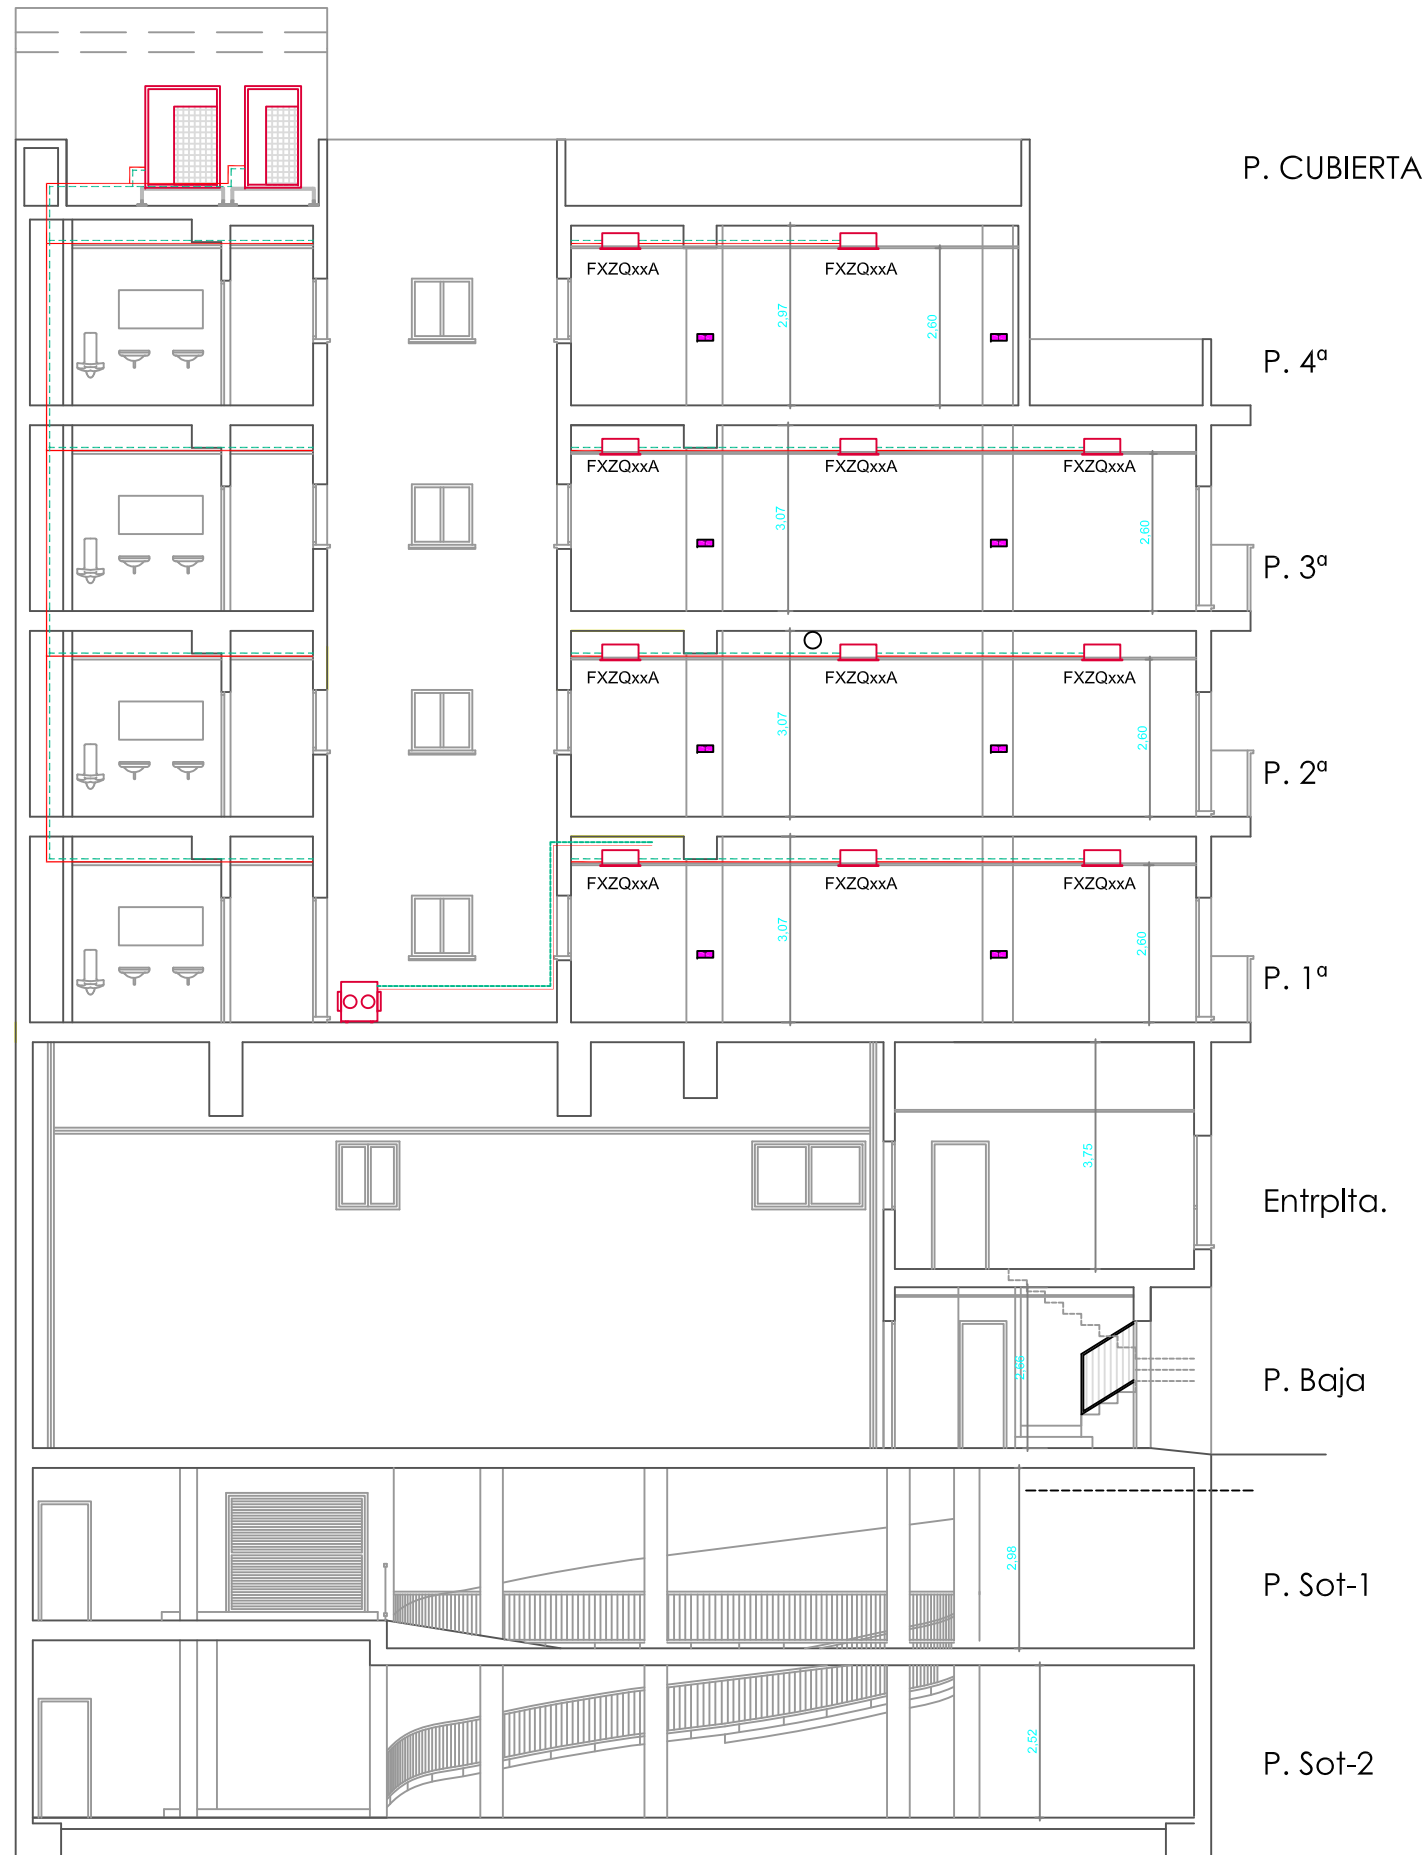 P. CUBIERTA
FXZQxxA FXZQxxA
2,97
2,60
P. 4ª
FXZQxxA FXZQxxA FXZQxxA
3,07
2,60
P. 3ª
FXZQxxA FXZQxxA FXZQxxA
3,07
2,60
P. 2ª
FXZQxxA FXZQxxA FXZQxxA
3,07
2,60
P. 1ª
3,75
Entrplta.
P. Baja
2,98
P. Sot-1
2,52
P. Sot-2